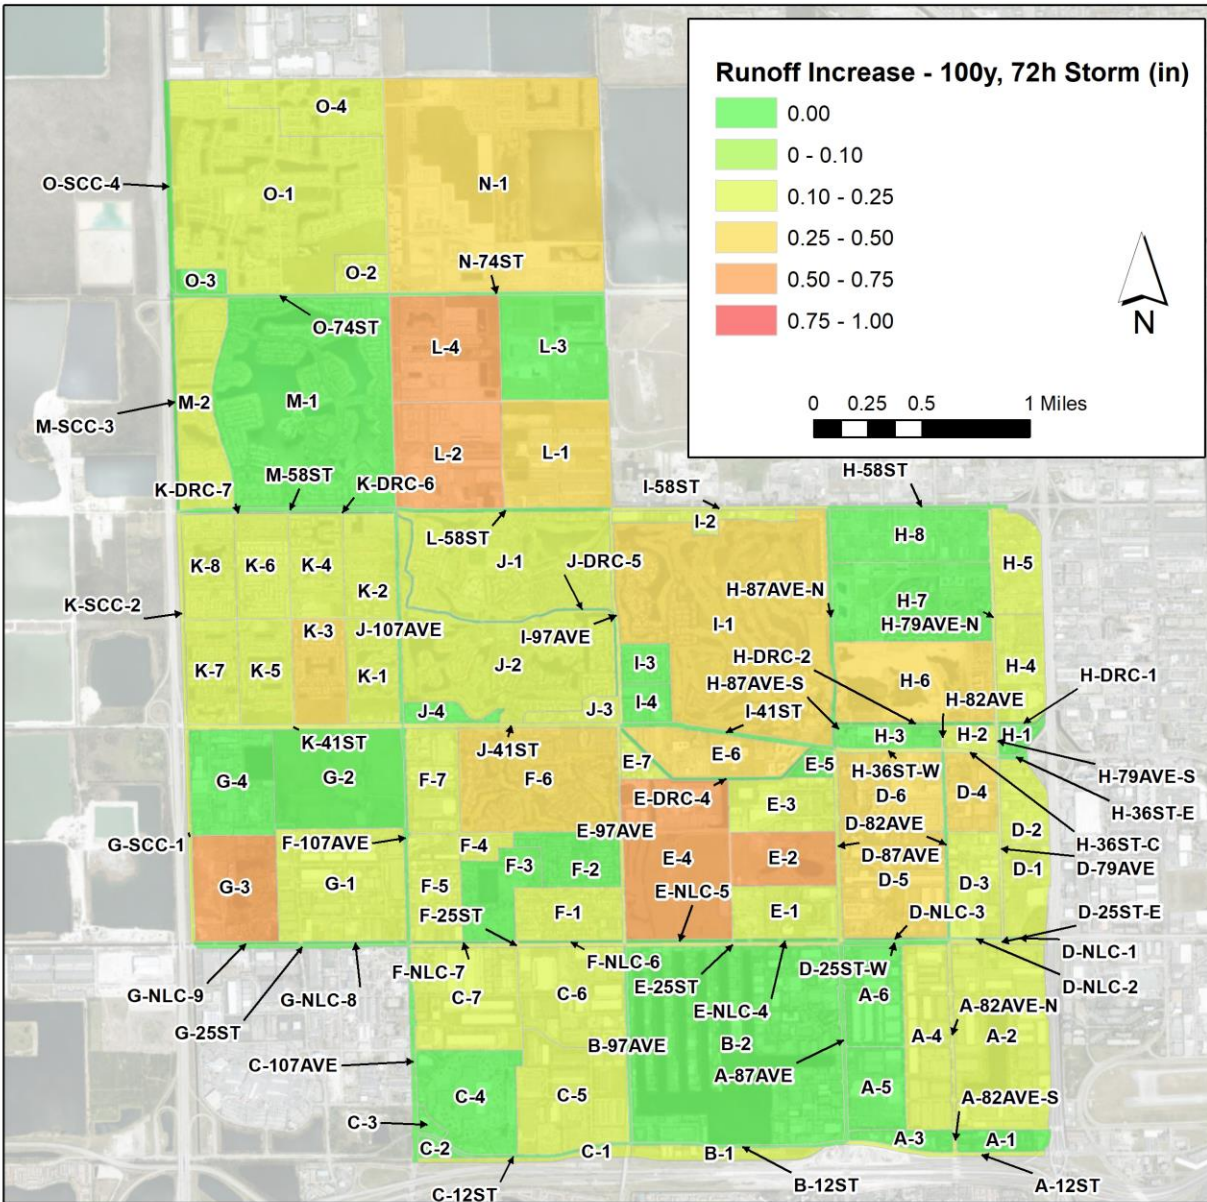 Runoff Increase - 100y, 72h Storm (in)
0.00
0 - 0.10
0.10 - 0.25
0.25 - 0.50
0.50 - 0.75
0.75 - 1.00
N
0 0.25 0.5 1 Miles
O-4
O-SCC-4
O-1
N-1
O-3
O-2
N-74ST
O-74ST
L-4
L-3
M-2
M-1
M-SCC-3
L-2
L-1
K-DRC-7
M-58ST
K-DRC-6
I-58ST
H-58ST
L-58ST
I-2
H-8
K-8
K-6
K-4
K-2
J-1
J-DRC-5
H-5
H-87AVE-N
H-7
K-SCC-2
K-3
J-107AVE
I-97AVE
I-1
H-79AVE-N
K-7
K-5
K-1
J-2
I-3
H-DRC-2
H-6
H-4
H-DRC-1
I-4
H-87AVE-S
H-82AVE
J-4
J-3
I-41ST
K-41ST
J-41ST
H-3
H-2
H-1
G-4
G-2
F-7
F-6
E-7
E-6
E-5
H-36ST-W
H-79AVE-S
E-DRC-4
E-3
D-6
D-4
H-36ST-E
G-SCC-1
F-107AVE
E-97AVE
D-82AVE
D-2
H-36ST-C
F-4
F-3
F-2
E-4
E-2
D-87AVE
D-79AVE
G-3
G-1
F-5
D-5
D-3
D-1
F-25ST
F-1
E-NLC-5
E-1
D-NLC-3
D-25ST-E
D-NLC-1
G-NLC-9
G-NLC-8
F-NLC-7
F-NLC-6
E-25ST
D-25ST-W
D-NLC-2
G-25ST
C-7
C-6
E-NLC-4
A-6
A-82AVE-N
B-97AVE
B-2
A-4
A-2
C-107AVE
A-87AVE
C-4
C-5
A-5
A-82AVE-S
C-3
C-2
C-1
B-1
A-3
A-1
C-12ST
B-12ST
A-12ST